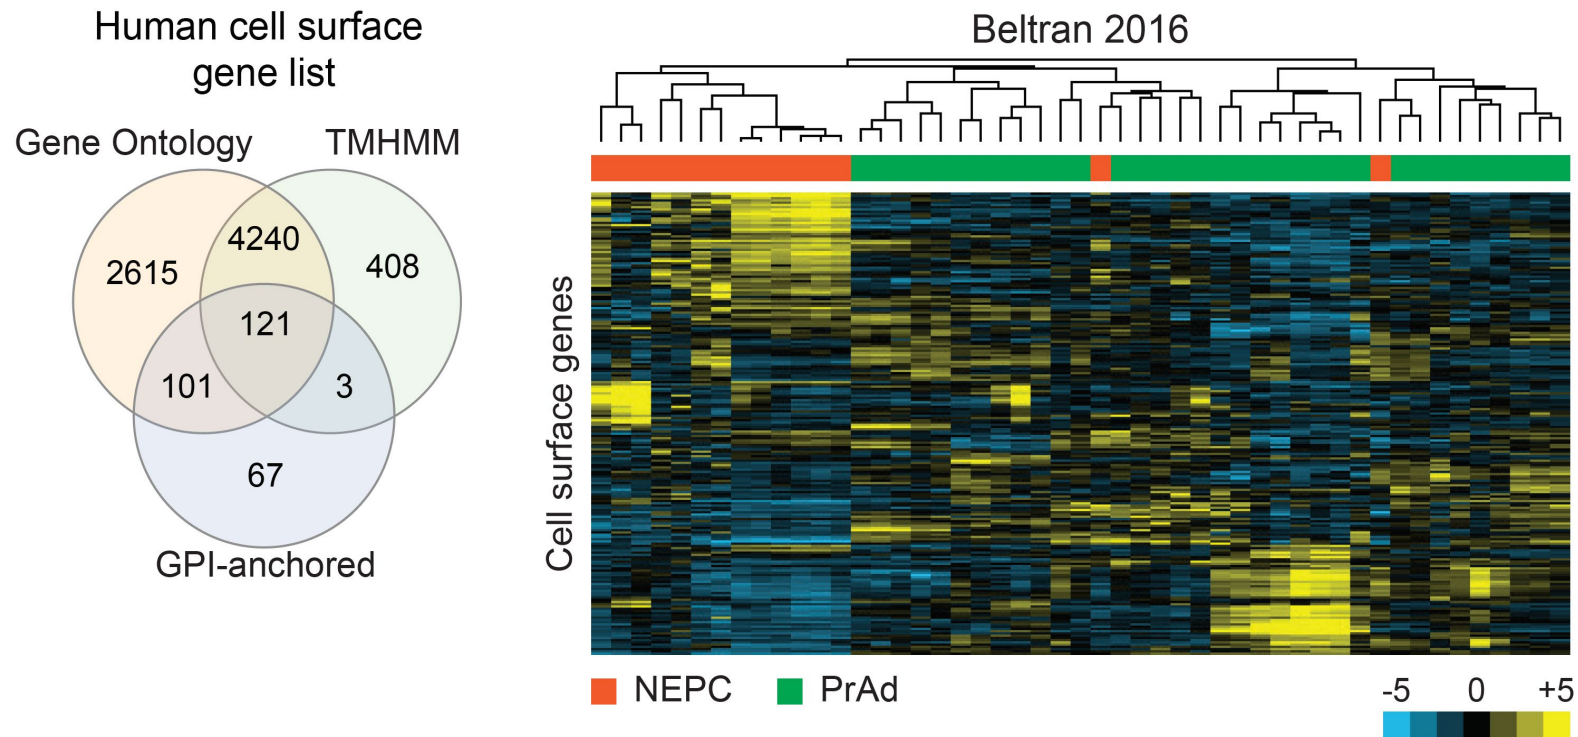 Human cell surface
gene list
Gene Ontology
TMHMM
2615
4240
408
121
101
3
67
GPI-anchored
Beltran 2016
Cell surface genes
NEPC
PrAd
-5
0
+5